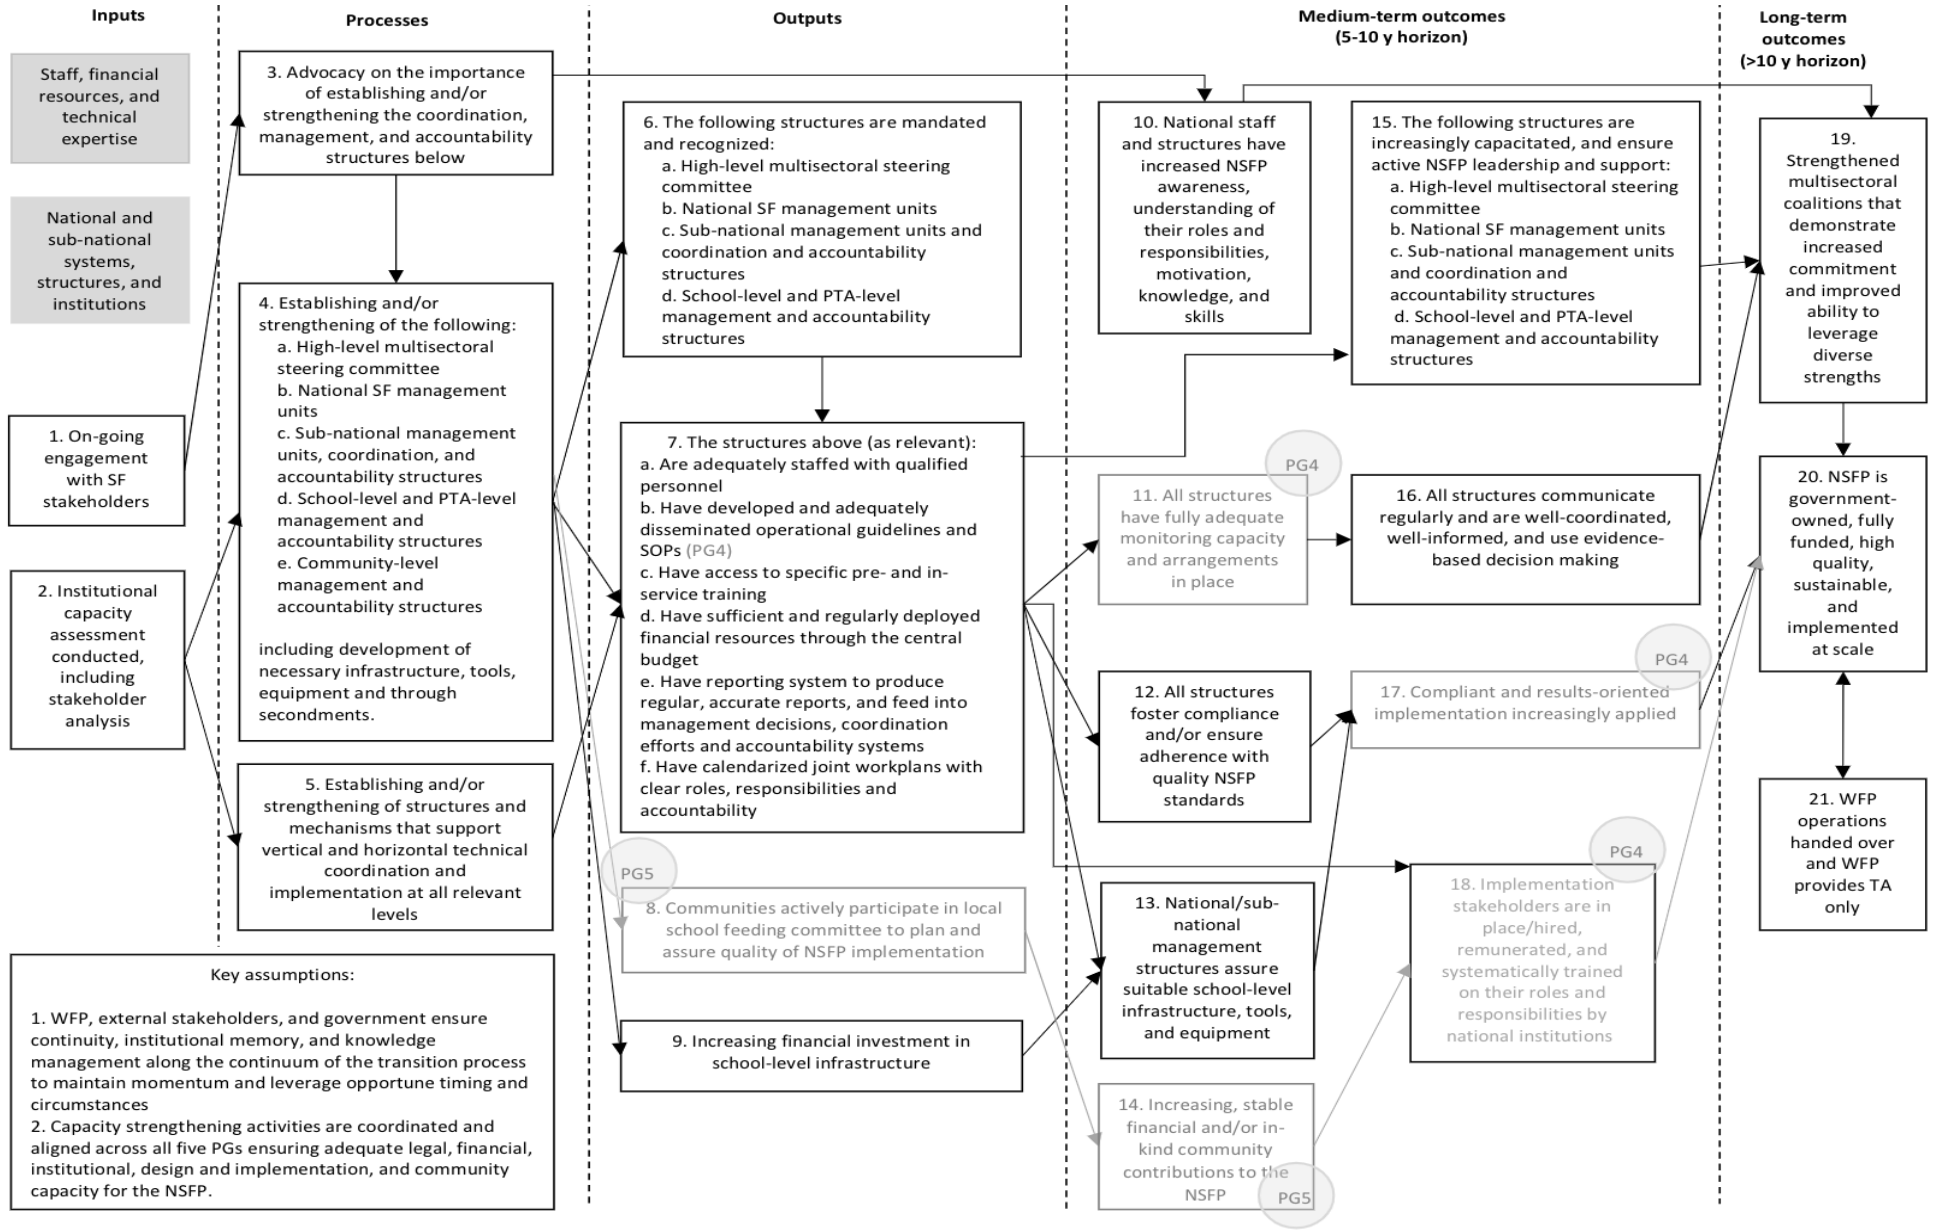 Inputs
Staff, financial
resources, and
technical
expertise
National and
sub-national
systems,
structures, and
institutions
1. On-going
engagement
with SF
stakeholders
2. Institutional
capacity
assessment
conducted,
including
stakeholder
analysis
Processes
3. Advocacy on the importance
of establishing and/or
strengthening the coordination,
management, and accountability
structures below
4. Establishing and/or
strengthening of the following:
a. High-level multisectoral
steering committee
b. National SF management
units
c. Sub-national management
units, coordination, and
accountability structures
d. School-level and PTA-level
management and
accountability structures
e. Community-level
management and
accountability structures
including development of
necessary infrastructure, tools,
equipment and through
secondments.
5. Establishing and/or
strengthening of structures and
mechanisms that support
vertical and horizontal technical
coordination and
implementation at all relevant
levels
Key assumptions:
1. WFP, external stakeholders, and government ensure
continuity, institutional memory, and knowledge
management along the continuum of the transition process
to maintain momentum and leverage opportune timing and
circumstances
2. Capacity strengthening activities are coordinated and
aligned across all five PGs ensuring adequate legal, financial,
institutional, design and implementation, and community
capacity for the NSFP.
Outputs
6. The following structures are mandated
and recognized:
a. High-level multisectoral steering
committee
b. National SF management units
c. Sub-national management units and
coordination and accountability
structures
d. School-level and PTA-level
management and accountability
structures
7. The structures above (as relevant):
a. Are adequately staffed with qualified
personnel
b. Have developed and adequately
disseminated operational guidelines and
SOPs (PG4)
c. Have access to specific pre- and in-
service training
d. Have sufficient and regularly deployed
financial resources through the central
budget
e. Have reporting system to produce
regular, accurate reports, and feed into
management decisions, coordination
efforts and accountability systems
f. Have calendarized joint workplans with
clear roles, responsibilities and
accountability
PG5
8. Communities actively participate in local
school feeding committee to plan and
assure quality of NSFP implementation
9. Increasing financial investment in
school-level infrastructure
Medium-term outcomes
(5-10 y horizon)
10. National staff
and structures have
increased NSFP
awareness,
understanding of
their roles and
responsibilities,
motivation,
knowledge, and
skills
PG4
11. All structures
have fully adequate
monitoring capacity
and arrangements
in place
12. All structures
foster compliance
and/or ensure
adherence with
quality NSFP
standards
13. National/sub-
national
management
structures assure
suitable school-level
infrastructure, tools,
and equipment
14. Increasing, stable
financial and/or in-
kind community
contributions to the
NSFP
PG5
15. The following structures are
increasingly capacitated, and ensure
active NSFP leadership and support:
a. High-level multisectoral steering
committee
b. National SF management units
c. Sub-national management units
and coordination and
accountability structures
d. School-level and PTA-level
management and accountability
structures
16. All structures communicate
regularly and are well-coordinated,
well-informed, and use evidence-
based decision making
PG4
17. Compliant and results-oriented
implementation increasingly applied
PG4
18. Implementation
stakeholders are in
place/hired,
remunerated, and
systematically trained
on their roles and
responsibilities by
national institutions
Long-term
outcomes
(>10 y horizon)
19.
Strengthened
multisectoral
coalitions that
demonstrate
increased
commitment
and improved
ability to
leverage
diverse
strengths
20. NSFP is
government-
owned, fully
funded, high
quality,
sustainable,
and
implemented
at scale
21. WFP
operations
handed over
and WFP
provides TA
only